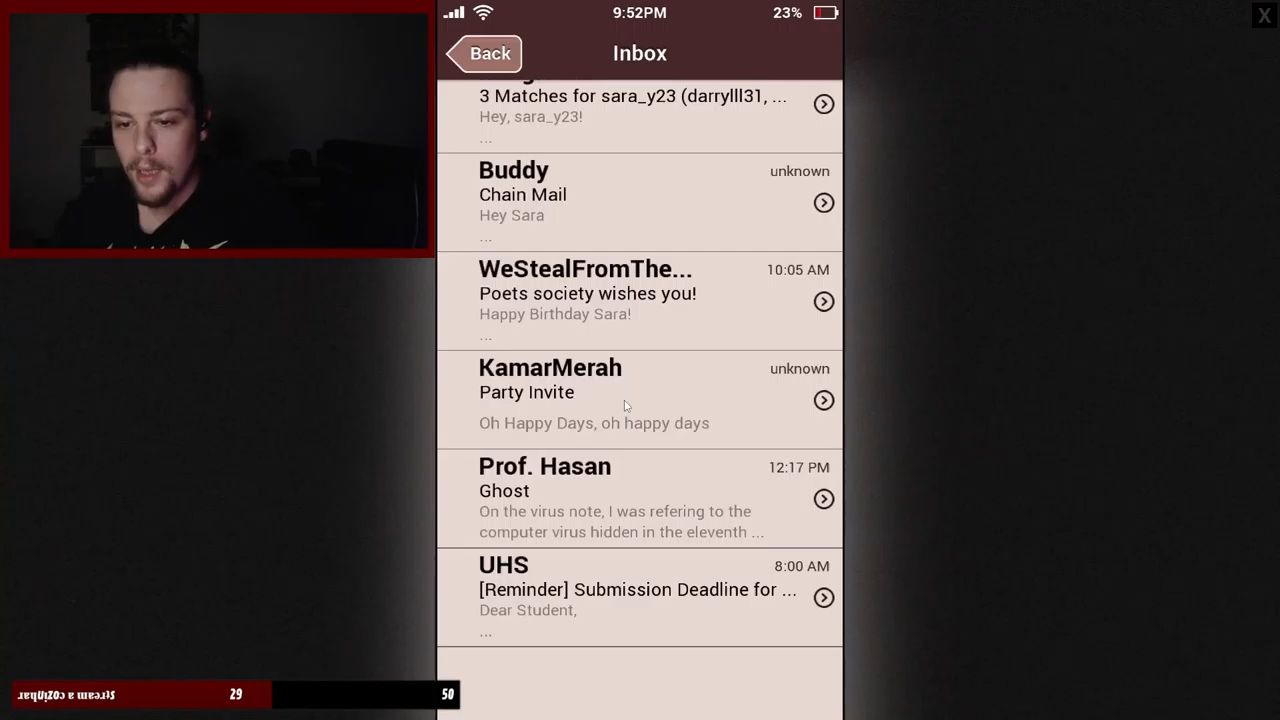 9:52PM
23%
X
Back
Inbox
3 Matches for sara_y23 (darrylll31, ...
Hey, sara_y23!
...
Buddy
unknown
Chain Mail
Hey Sara
...
WeStealFromThe...
10:05 AM
Poets society wishes you!
Happy Birthday Sara!
...
KamarMerah
unknown
Party Invite
Oh Happy Days, oh happy days
Prof. Hasan
12:17 PM
Ghost
On the virus note, I was refering to the
computer virus hidden in the eleventh ...
UHS
8:00 AM
[Reminder] Submission Deadline for ...
Dear Student,
...
stream a cozinhar
29
50